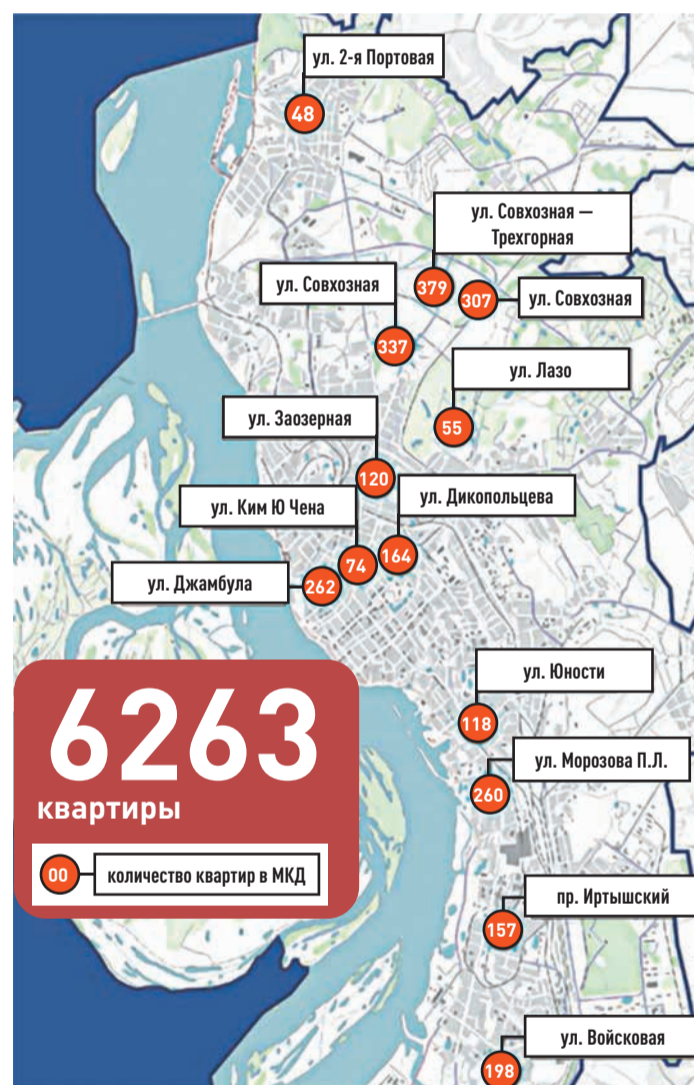 ул. 2-я Портовая
48
ул. Совхозная —
Трехгорная
379
307
ул. Совхозная
ул. Совхозная
337
ул. Лазо
55
ул. Заозерная
120
ул. Ким Ю Чена
74
ул. Дикопольцева
164
ул. Джамбула
262
ул. Юности
118
6263
квартиры
00
количество квартир в МКД
ул. Морозова П.Л.
260
пр. Иртышский
157
ул. Войсковая
198